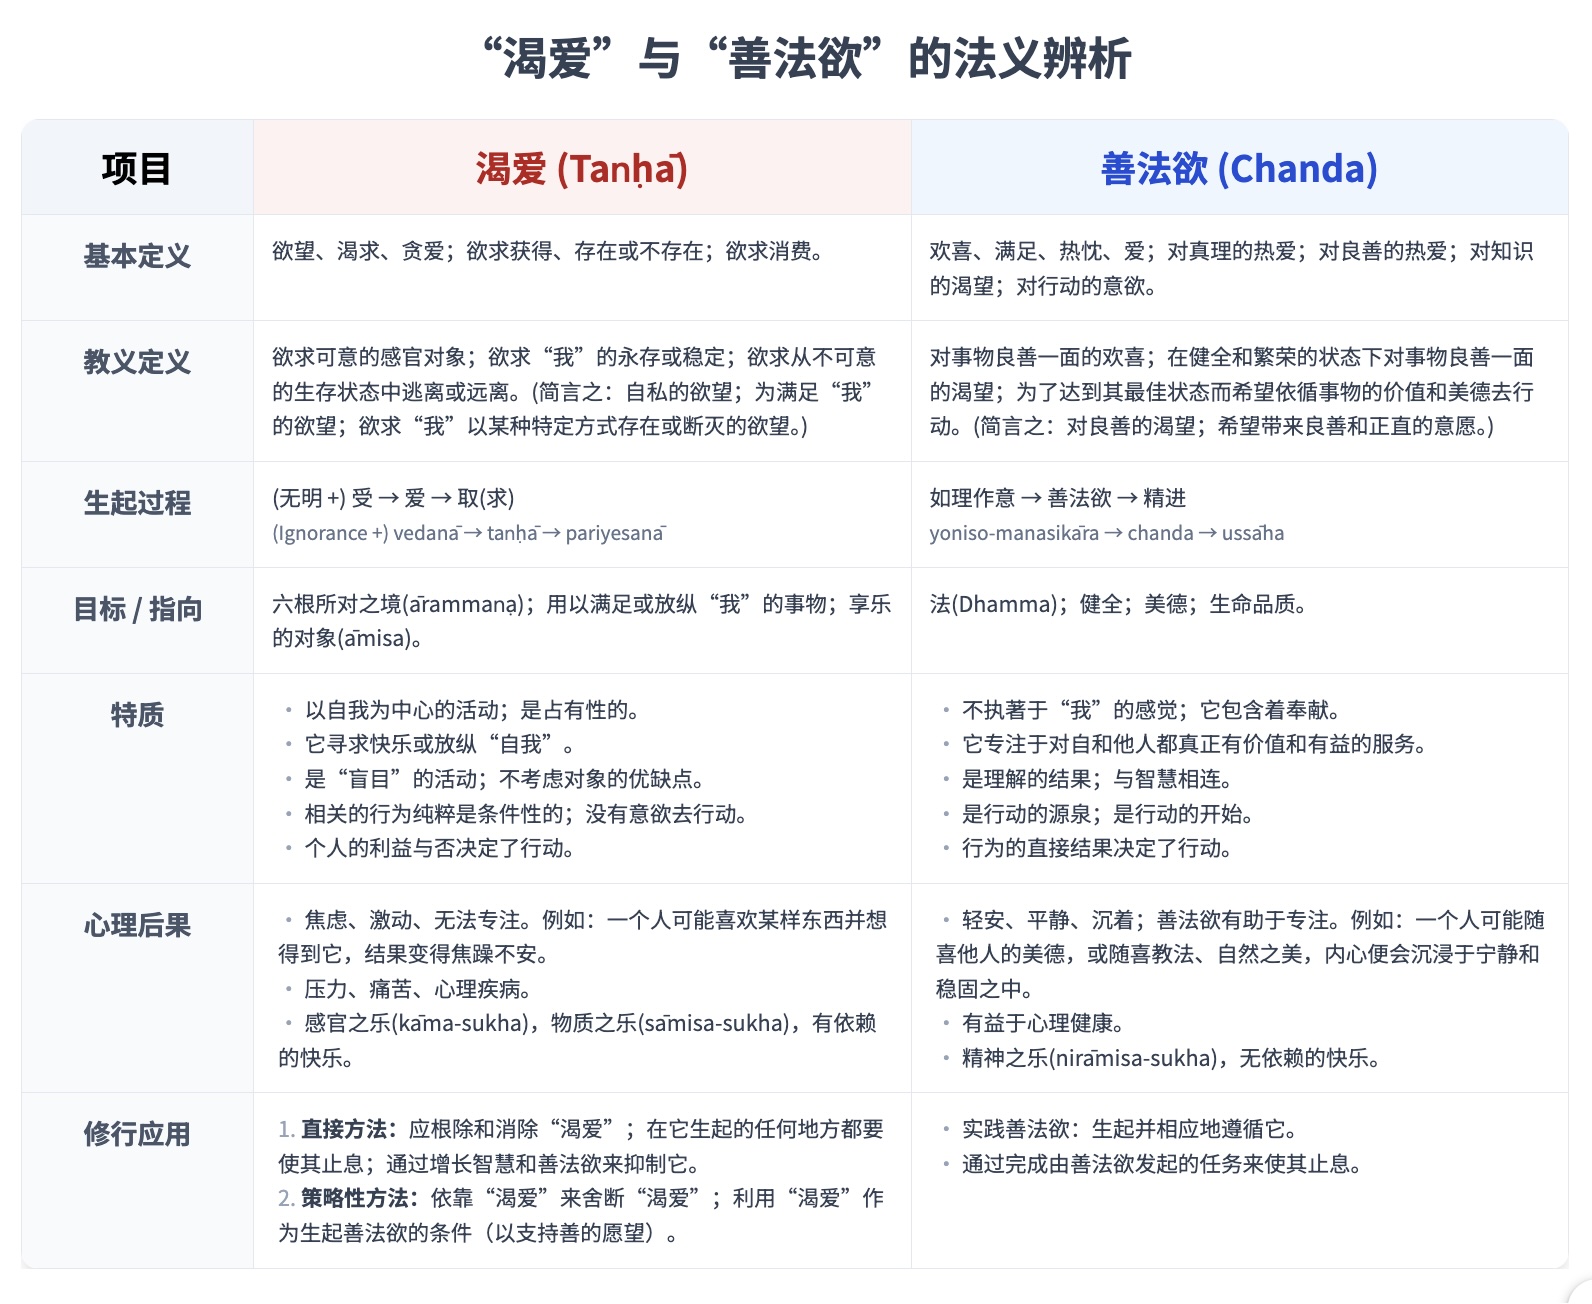 “渴爱”与“善法欲”的法义辨析
项目
渴爱 (Taṇhā)
善法欲 (Chanda)
基本定义
欲望、渴求、贪爱；欲求获得、存在或不存在；欲求消费。
欢喜、满足、热忱、爱；对真理的热爱；对良善的热爱；对知识
的渴望；对行动的意欲。
教义定义
欲求可意的感官对象；欲求“我”的永存或稳定；欲求从不可意
的生存状态中逃离或远离。(简言之：自私的欲望；为满足“我”
的欲望；欲求“我”以某种特定方式存在或断灭的欲望。)
对事物良善一面的欢喜；在健全和繁荣的状态下对事物良善一面
的渴望；为了达到其最佳状态而希望依循事物的价值和美德去行
动。(简言之：对良善的渴望；希望带来良善和正直的意愿。)
生起过程
(无明 +) 受 → 爱 → 取(求)
(Ignorance +) vedanā → taṇhā → pariyesanā
如理作意 → 善法欲 → 精进
yoniso-manasikāra → chanda → ussāha
目标 / 指向
六根所对之境(ārammaṇa)；用以满足或放纵“我”的事物；享乐
的对象(āmisa)。
法(Dhamma)；健全；美德；生命品质。
特质
• 以自我为中心的活动；是占有性的。
• 它寻求快乐或放纵“自我”。
• 是“盲目”的活动；不考虑对象的优缺点。
• 相关的行为纯粹是条件性的；没有意欲去行动。
• 个人的利益与否决定了行动。
• 不执著于“我”的感觉；它包含着奉献。
• 它专注于对自和他人都真正有价值和有益的服务。
• 是理解的结果；与智慧相连。
• 是行动的源泉；是行动的开始。
• 行为的直接结果决定了行动。
心理后果
• 焦虑、激动、无法专注。例如：一个人可能喜欢某样东西并想
得到它，结果变得焦躁不安。
• 压力、痛苦、心理疾病。
• 感官之乐(kāma-sukha)，物质之乐(sāmisa-sukha)，有依赖
的快乐。
• 轻安、平静、沉着；善法欲有助于专注。例如：一个人可能随
喜他人的美德，或随喜教法、自然之美，内心便会沉浸于宁静和
稳固之中。
• 有益于心理健康。
• 精神之乐(nirāmisa-sukha)，无依赖的快乐。
修行应用
1. 直接方法：应根除和消除“渴爱”；在它生起的任何地方都要
使其止息；通过增长智慧和善法欲来抑制它。
2. 策略性方法：依靠“渴爱”来舍断“渴爱”；利用“渴爱”作
为生起善法欲的条件（以支持善的愿望）。
• 实践善法欲：生起并相应地遵循它。
• 通过完成由善法欲发起的任务来使其止息。